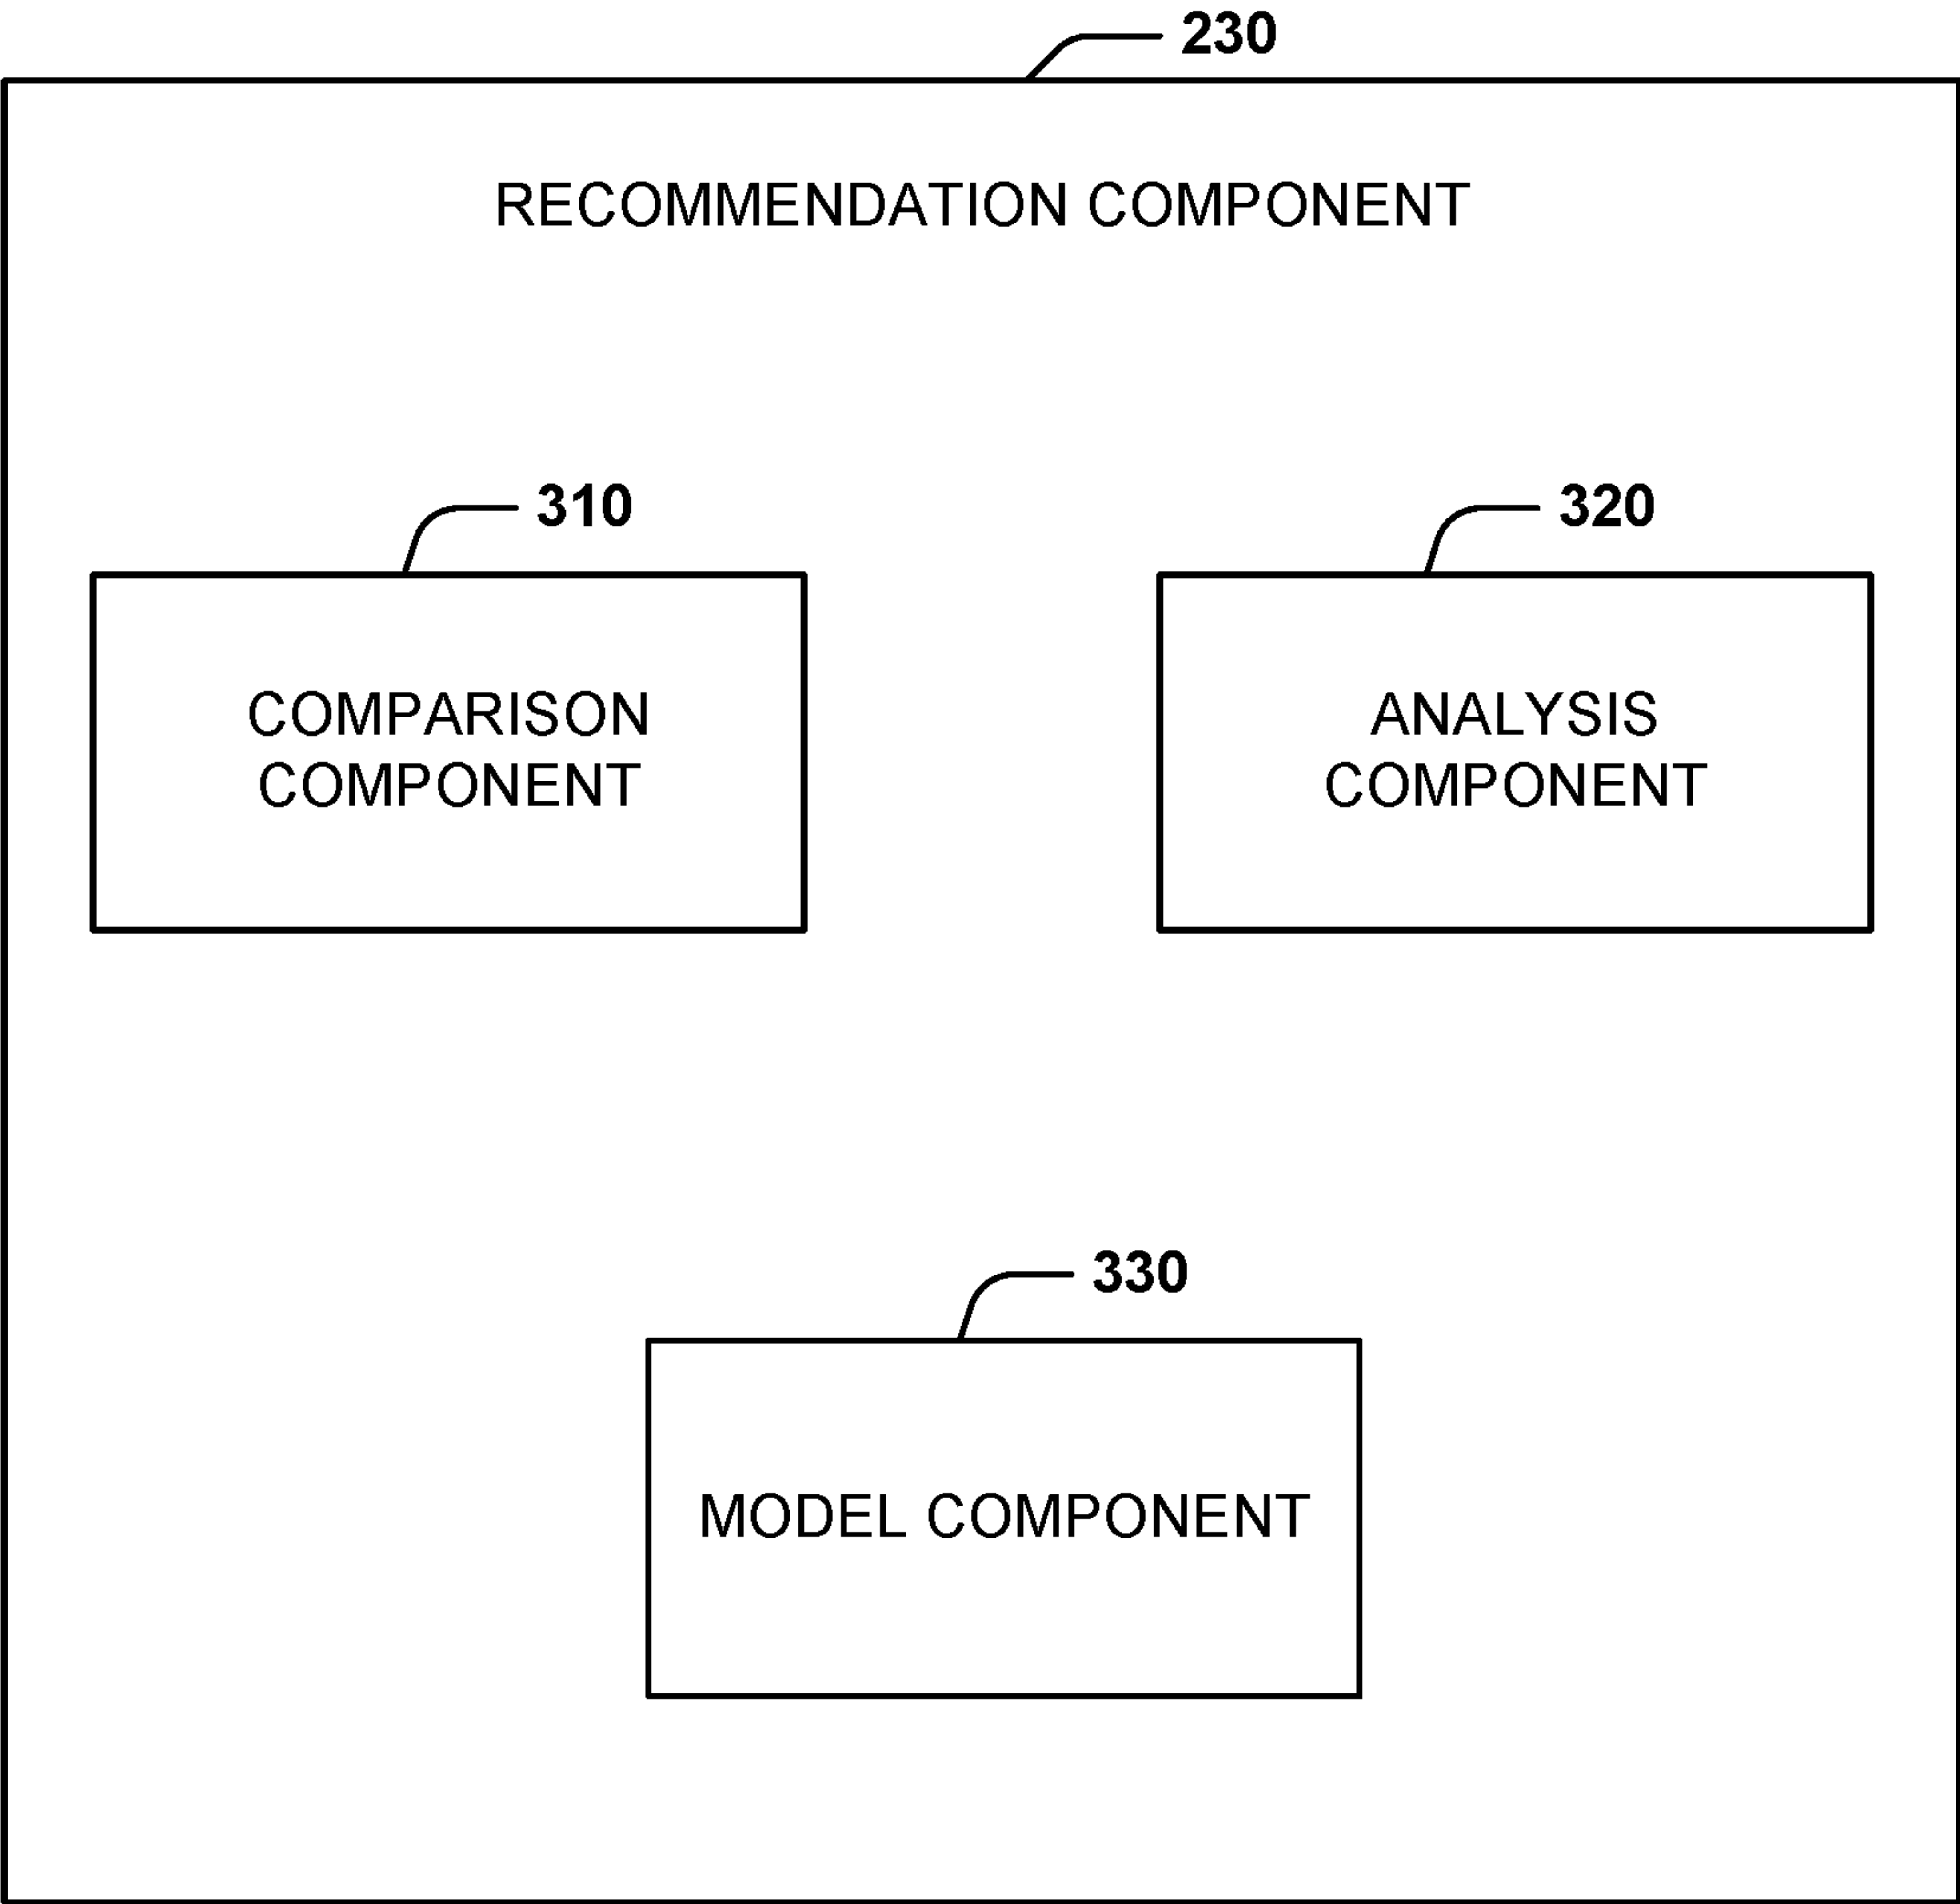 230
RECOMMENDATION COMPONENT
310
320
COMPARISON
COMPONENT
ANALYSIS
COMPONENT
330
MODEL COMPONENT